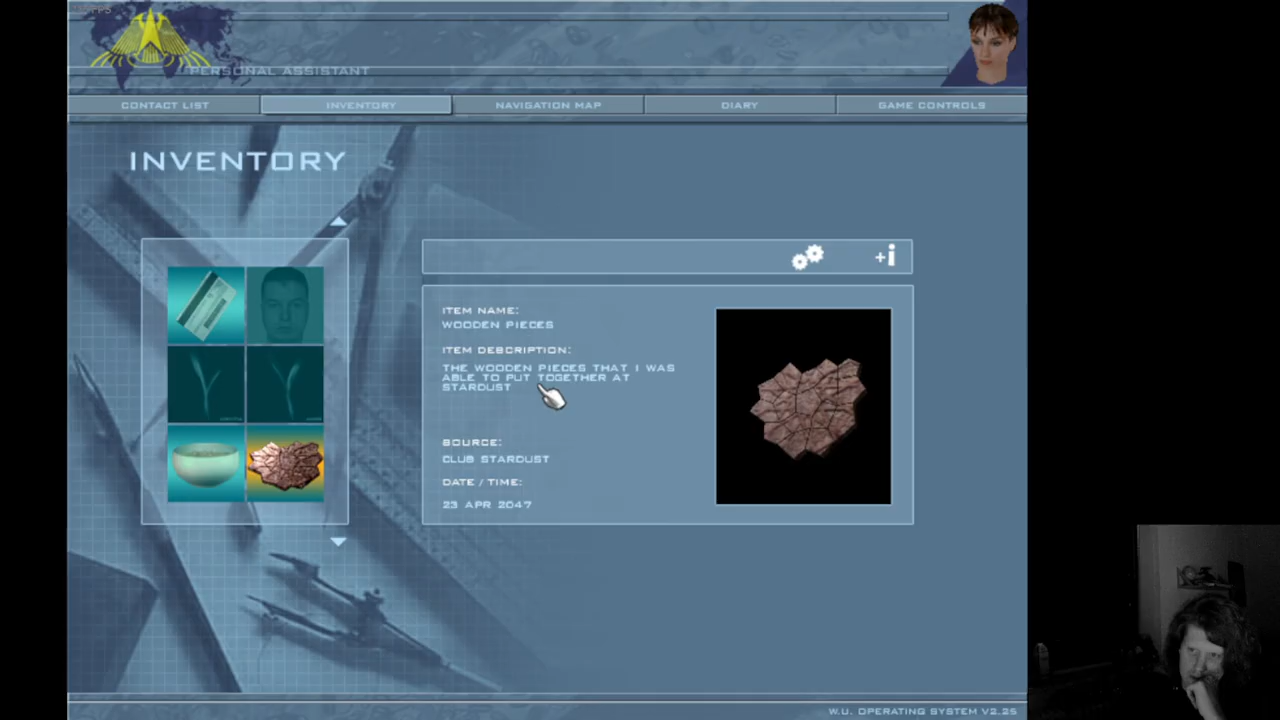 PERSONAL ASSISTANT
CONTACT LIST
INVENTORY
NAVIGATION MAP
DIARY
GAME CONTROLS
INVENTORY
+i
ITEM NAME:
WOODEN PIECES
ITEM DESCRIPTION:
THE WOODEN PIECES THAT I WAS
ABLE TO PUT TOGETHER AT
STARDUST
SOURCE:
CLUB STARDUST
DATE / TIME:
23 APR 2047
W.U. OPERATING SYSTEM V2.25